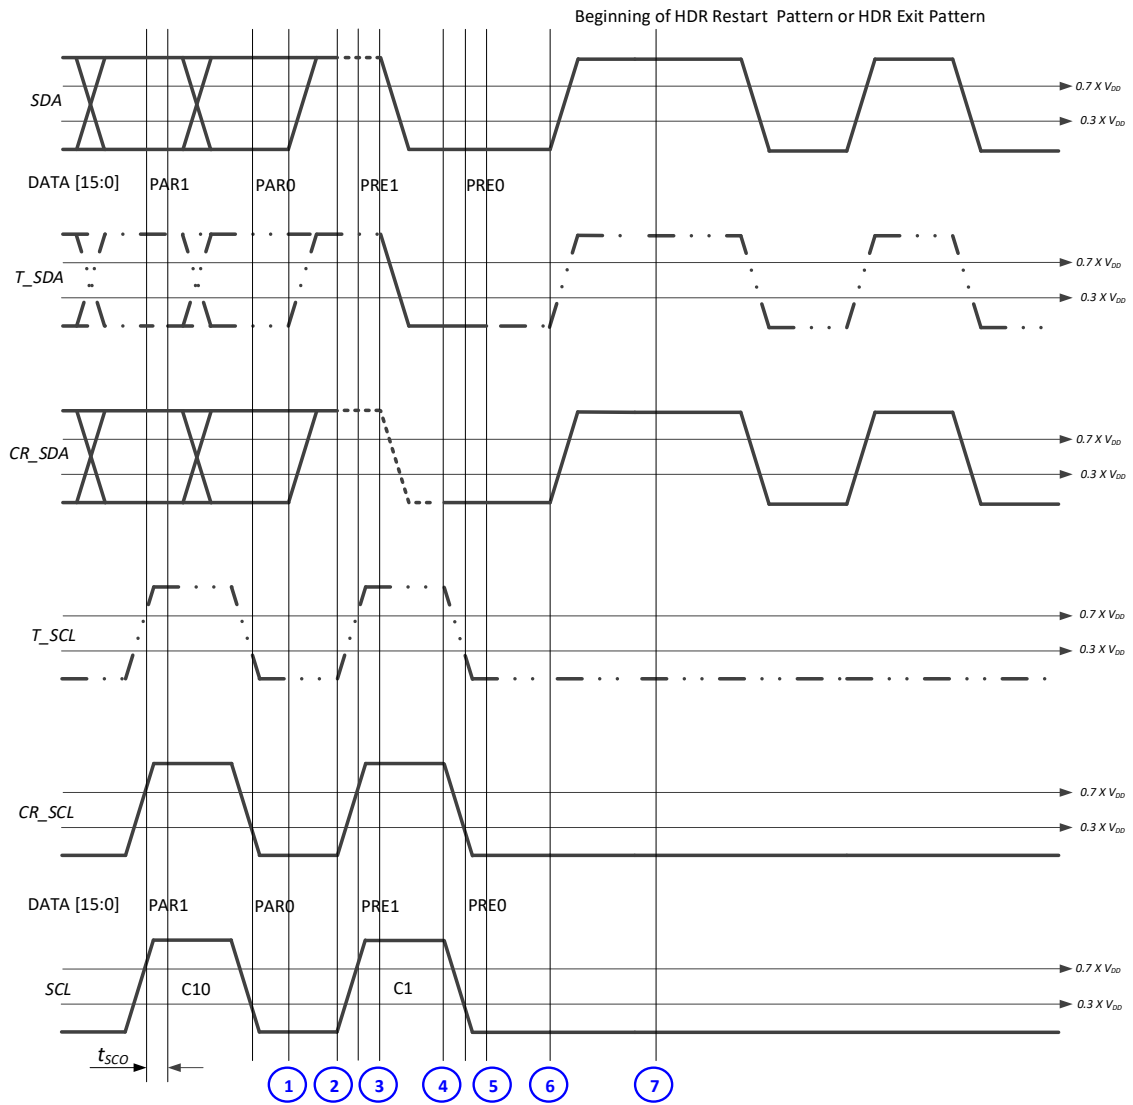 Beginning of HDR Restart Pattern or HDR Exit Pattern
SDA
0.7 X VDD
0.3 X VDD
DATA [15:0] PAR1 PAR0 PRE1 PRE0
T_SDA
0.7 X VDD
0.3 X VDD
CR_SDA
0.7 X VDD
0.3 X VDD
T_SCL
0.7 X VDD
0.3 X VDD
CR_SCL
0.7 X VDD
0.3 X VDD
DATA [15:0] PAR1 PAR0 PRE1 PRE0
SCL C10 C1
0.7 X VDD
0.3 X VDD
tSCO
1 2 3 4 5 6 7